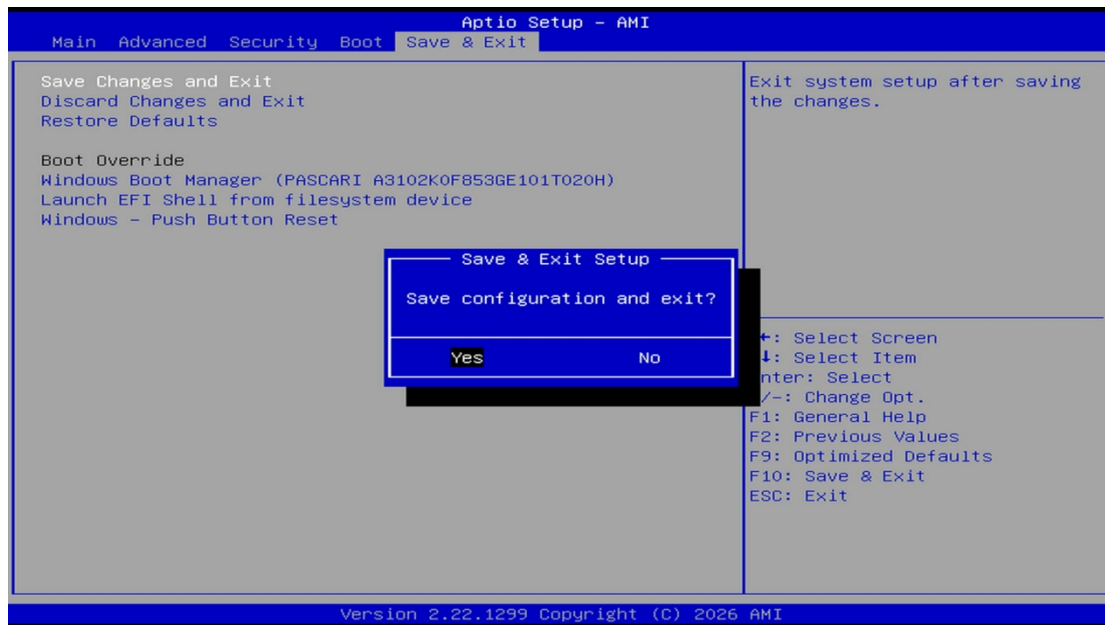 Aptio Setup – AMI
Main Advanced Security Boot Save & Exit
Save Changes and Exit
Discard Changes and Exit
Restore Defaults
Boot Override
Windows Boot Manager (PASCARI A3102K0F853GE101T020H)
Launch EFI Shell from filesystem device
Windows – Push Button Reset
Exit system setup after saving
the changes.
Save & Exit Setup
Save configuration and exit?
Yes No
←: Select Screen
↓: Select Item
nter: Select
/–: Change Opt.
F1: General Help
F2: Previous Values
F9: Optimized Defaults
F10: Save & Exit
ESC: Exit
Version 2.22.1299 Copyright (C) 2026 AMI